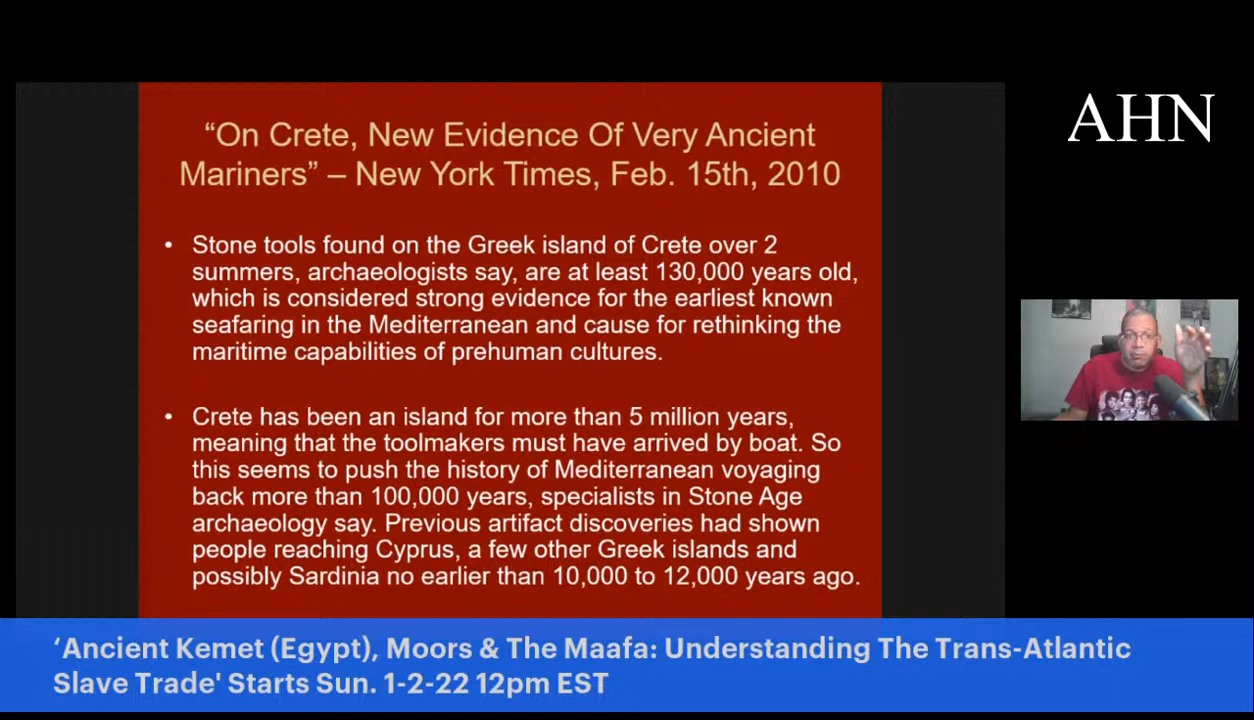 AHN
“On Crete, New Evidence Of Very Ancient
Mariners” – New York Times, Feb. 15th, 2010
• Stone tools found on the Greek island of Crete over 2
summers, archaeologists say, are at least 130,000 years old,
which is considered strong evidence for the earliest known
seafaring in the Mediterranean and cause for rethinking the
maritime capabilities of prehuman cultures.
• Crete has been an island for more than 5 million years,
meaning that the toolmakers must have arrived by boat. So
this seems to push the history of Mediterranean voyaging
back more than 100,000 years, specialists in Stone Age
archaeology say. Previous artifact discoveries had shown
people reaching Cyprus, a few other Greek islands and
possibly Sardinia no earlier than 10,000 to 12,000 years ago.
‘Ancient Kemet (Egypt), Moors & The Maafa: Understanding The Trans-Atlantic
Slave Trade' Starts Sun. 1-2-22 12pm EST